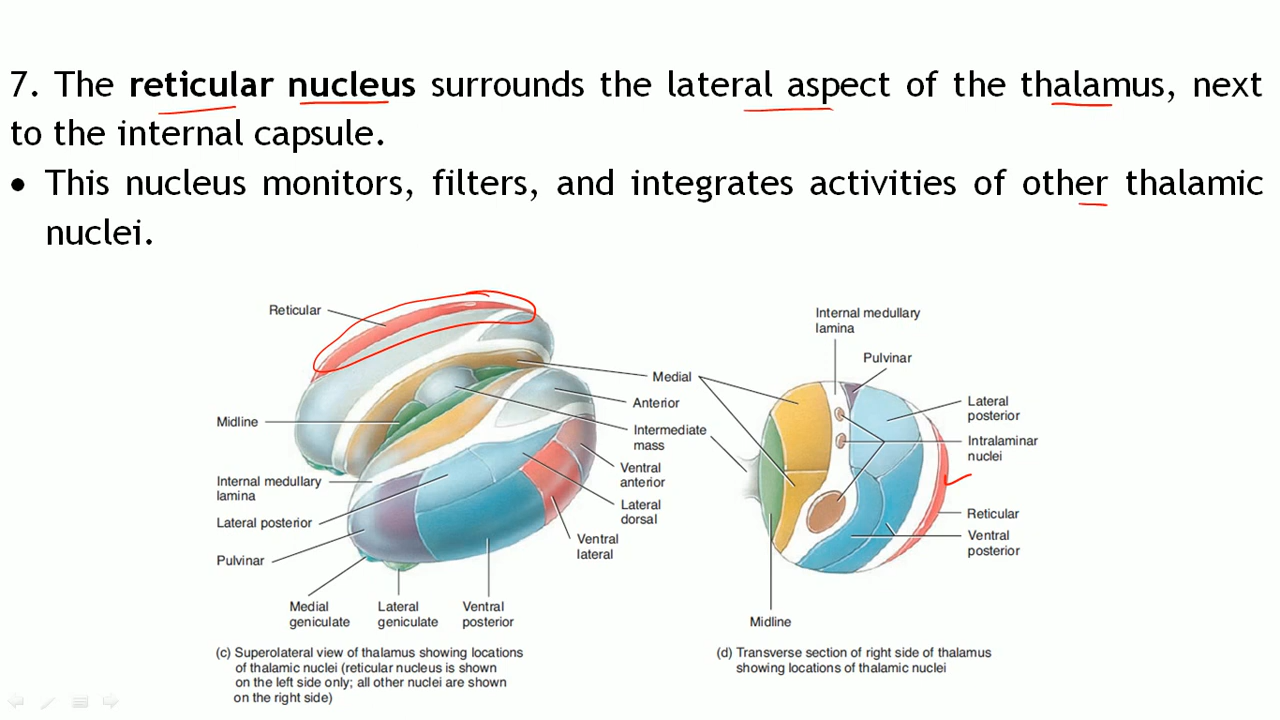 7. The reticular nucleus surrounds the lateral aspect of the thalamus, next
to the internal capsule.
• This nucleus monitors, filters, and integrates activities of other thalamic
nuclei.
Reticular
Midline
Internal medullary
lamina
Lateral posterior
Pulvinar
Medial
geniculate
Lateral
geniculate
Ventral
posterior
Medial
Anterior
Intermediate
mass
Ventral
anterior
Lateral
dorsal
Ventral
lateral
(c) Superolateral view of thalamus showing locations
of thalamic nuclei (reticular nucleus is shown
on the left side only; all other nuclei are shown
on the right side)
Internal medullary
lamina
Pulvinar
Lateral
posterior
Intralaminar
nuclei
Reticular
Ventral
posterior
Midline
(d) Transverse section of right side of thalamus
showing locations of thalamic nuclei